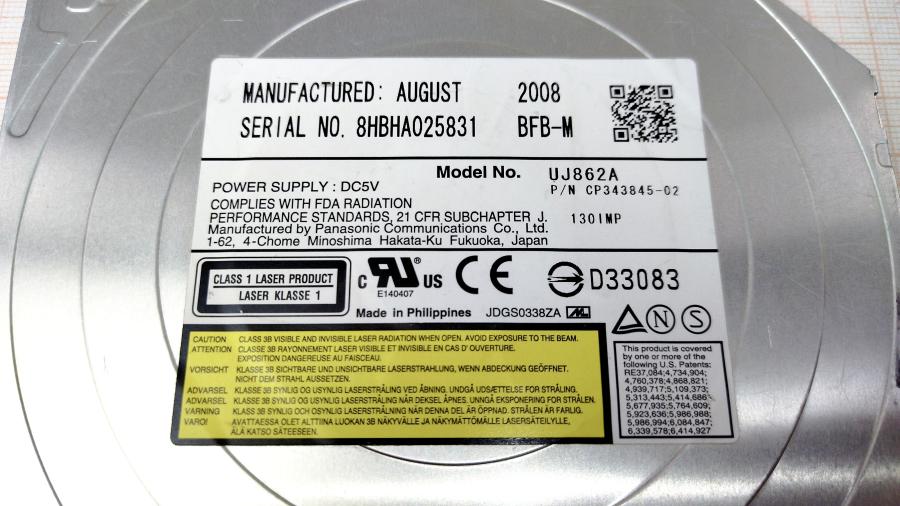 MANUFACTURED: AUGUST 2008
SERIAL NO. 8HBHA025831 BFB-M
Model No. UJ862A
P/N CP343845-02
POWER SUPPLY : DC5V
COMPLIES WITH FDA RADIATION
PERFORMANCE STANDARDS, 21 CFR SUBCHAPTER J. 130IMP
Manufactured by Panasonic Communications Co., Ltd.
1-62, 4-Chome Minoshima Hakata-Ku Fukuoka, Japan
CLASS 1 LASER PRODUCT
LASER KLASSE 1
C RU ® US
E140407
CE
D33083
Made in Philippines JDGS0338ZA
N S
CAUTION CLASS 3B VISIBLE AND INVISIBLE LASER RADIATION WHEN OPEN. AVOID EXPOSURE TO THE BEAM.
ATTENTION CLASSE 3B RAYONNEMENT LASER VISIBLE ET INVISIBLE EN CAS D' OUVERTURE.
EXPOSITION DANGEREUSE AU FAISCEAU.
VORSICHT KLASSE 3B SICHTBARE UND UNSICHTBARE LASERSTRAHLUNG, WENN ABDECKUNG GEÖFFNET.
NICHT DEM STRAHL AUSSETZEN.
ADVARSEL KLASSE 3B SYNLIG OG USYNLIG LASERSTRÅLING VED ÅBNING. UNDGÅ UDSÆTTELSE FOR STRÅLING.
ADVARSEL KLASSE 3B SYNLIG OG USYNLIG LASERSTRÅLING NÅR DEKSEL ÅPNES. UNNGÅ EKSPONERING FOR STRÅLEN.
VARNING KLASS 3B SYNLIG OCH OSYNLIG LASERSTRÅLNING NÄR DENNA DEL ÄR ÖPPNAD. STRÅLEN ÄR FARLIG.
VARO! AVATTAESSA OLET ALTTIINA LUOKAN 3B NÄKYVÄLLE JA NÄKYMÄTTÖMÄLLE LASERSÄTEILYLLE.
ÄLÄ KATSO SÄTEESEEN.
This product is covered
by one or more of the
following U.S. Patents:
RE37,084;4,734,904;
4,760,378;4,868,821;
4,939,717;5,109,373;
5,313,443;5,414,686
5,677,935;5,764,609;
5,923,636;5,986,988;
5,986,994;6,084,847;
6,339,578;6,414,927